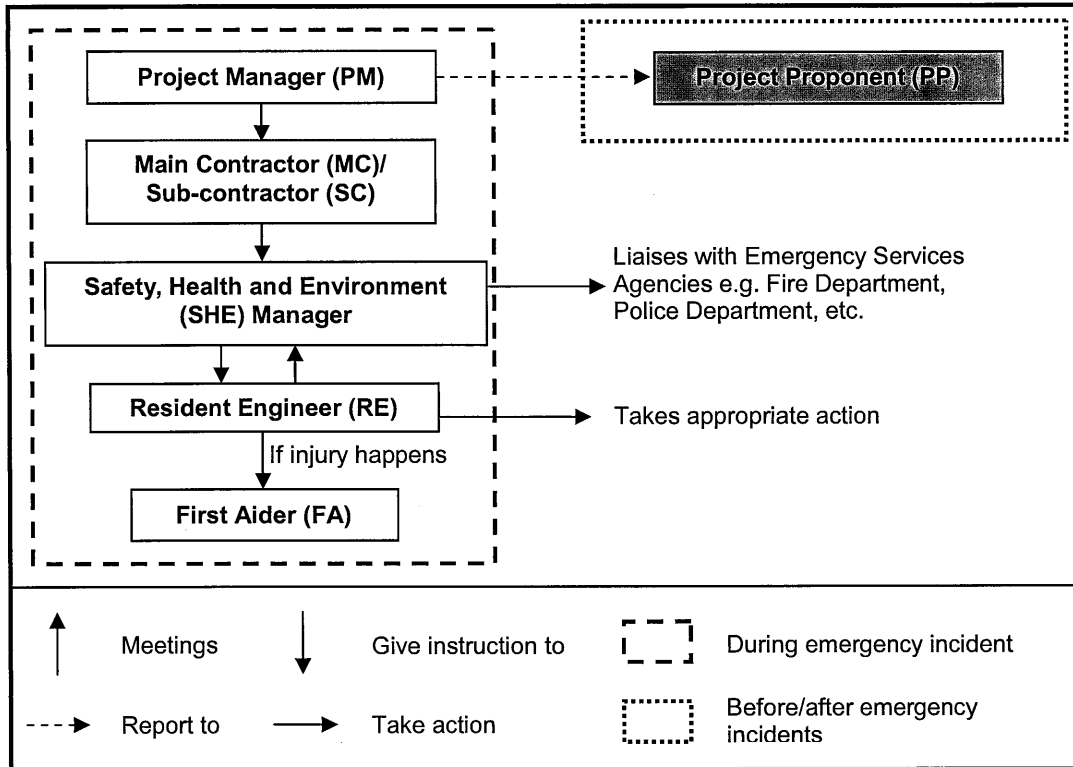 Project Manager (PM)
Project Proponent (PP)
Main Contractor (MC)/
Sub-contractor (SC)
Safety, Health and Environment
(SHE) Manager
Liaises with Emergency Services
Agencies e.g. Fire Department,
Police Department, etc.
Resident Engineer (RE)
Takes appropriate action
If injury happens
First Aider (FA)
Meetings
Give instruction to
During emergency incident
Report to
Take action
Before/after emergency
incidents